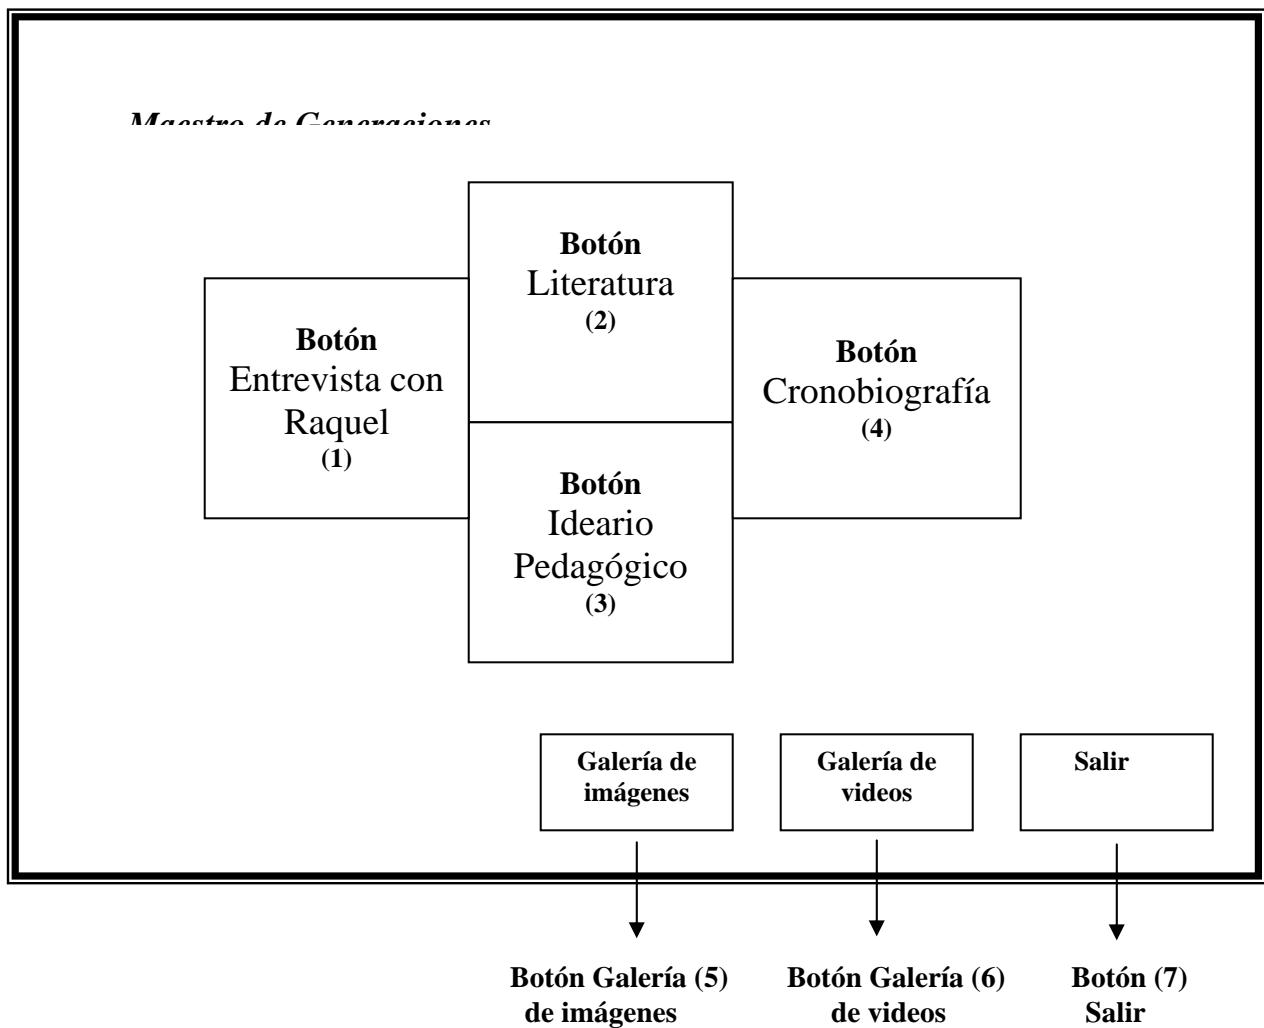 Maestro de Generaciones
Botón
Literatura
(2)
Botón
Entrevista con
Raquel
(1)
Botón
Cronobiografía
(4)
Botón
Ideario
Pedagógico
(3)
Galería de
imágenes
Galería de
videos
Salir
Botón Galería (5)
de imágenes
Botón Galería (6)
de videos
Botón (7)
Salir